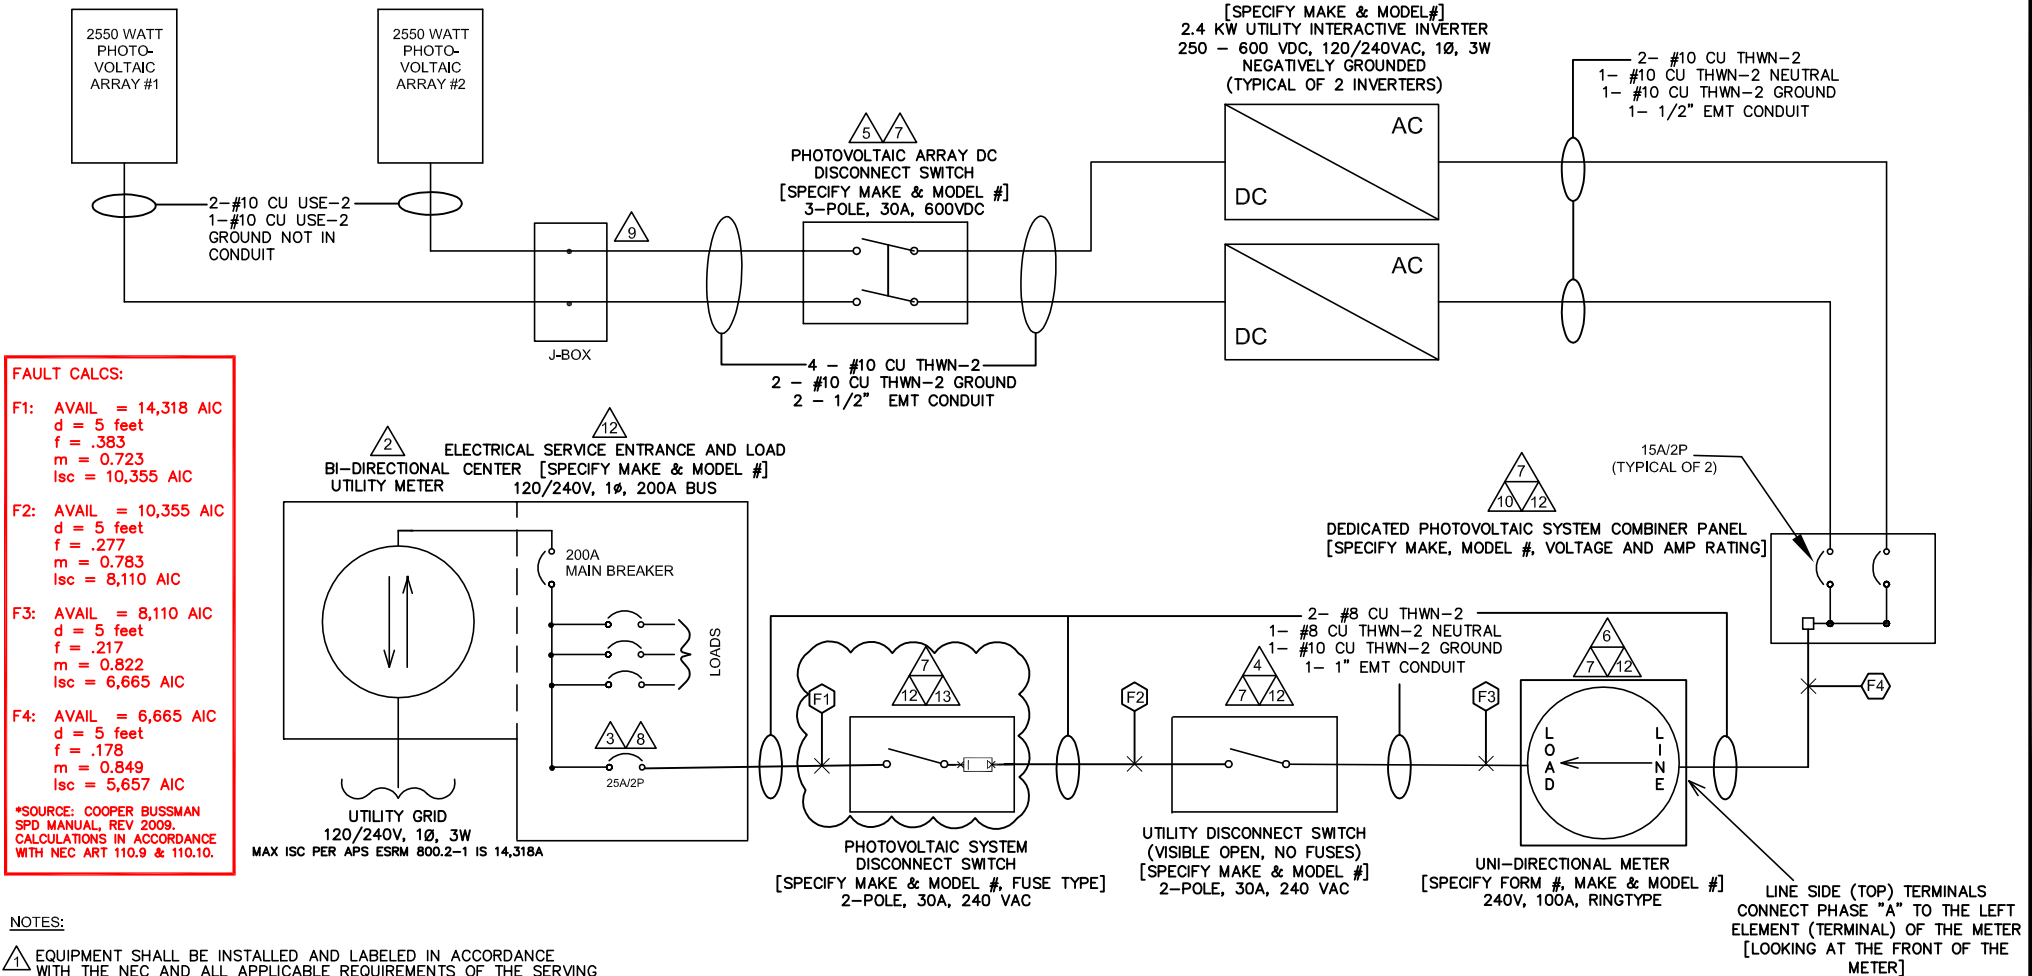 2550 WATT
PHOTO-
VOLTAIC
ARRAY #1
2550 WATT
PHOTO-
VOLTAIC
ARRAY #2
2-#10 CU USE-2
1-#10 CU USE-2
GROUND NOT IN
CONDUIT
J-BOX
9
5 7
PHOTOVOLTAIC ARRAY DC
DISCONNECT SWITCH
[SPECIFY MAKE & MODEL #]
3-POLE, 30A, 600VDC
4 - #10 CU THWN-2
2 - #10 CU THWN-2 GROUND
2 - 1/2" EMT CONDUIT
[SPECIFY MAKE & MODEL#]
2.4 KW UTILITY INTERACTIVE INVERTER
250 - 600 VDC, 120/240VAC, 1Ø, 3W
NEGATIVELY GROUNDED
(TYPICAL OF 2 INVERTERS)
AC
DC
AC
DC
2- #10 CU THWN-2
1- #10 CU THWN-2 NEUTRAL
1- #10 CU THWN-2 GROUND
1- 1/2" EMT CONDUIT
FAULT CALCS:
F1: AVAIL = 14,318 AIC
d = 5 feet
f = .383
m = 0.723
Isc = 10,355 AIC
F2: AVAIL = 10,355 AIC
d = 5 feet
f = .277
m = 0.783
Isc = 8,110 AIC
F3: AVAIL = 8,110 AIC
d = 5 feet
f = .217
m = 0.822
Isc = 6,665 AIC
F4: AVAIL = 6,665 AIC
d = 5 feet
f = .178
m = 0.849
Isc = 5,657 AIC
*SOURCE: COOPER BUSSMAN
SPD MANUAL, REV 2009.
CALCULATIONS IN ACCORDANCE
WITH NEC ART 110.9 & 110.10.
2
BI-DIRECTIONAL
UTILITY METER
12
ELECTRICAL SERVICE ENTRANCE AND LOAD
CENTER [SPECIFY MAKE & MODEL #]
120/240V, 1Ø, 200A BUS
200A
MAIN BREAKER
LOADS
3 8
25A/2P
UTILITY GRID
120/240V, 1Ø, 3W
MAX ISC PER APS ESRM 800.2-1 IS 14,318A
F1
7
12 13
PHOTOVOLTAIC SYSTEM
DISCONNECT SWITCH
[SPECIFY MAKE & MODEL #, FUSE TYPE]
2-POLE, 30A, 240 VAC
F2
4
7 12
UTILITY DISCONNECT SWITCH
(VISIBLE OPEN, NO FUSES)
[SPECIFY MAKE & MODEL #]
2-POLE, 30A, 240 VAC
2- #8 CU THWN-2
1- #8 CU THWN-2 NEUTRAL
1- #10 CU THWN-2 GROUND
1- 1" EMT CONDUIT
F3
6
7 12
LOAD
LINE
UNI-DIRECTIONAL METER
[SPECIFY FORM #, MAKE & MODEL #]
240V, 100A, RINGTYPE
15A/2P
(TYPICAL OF 2)
7
10 12
DEDICATED PHOTOVOLTAIC SYSTEM COMBINER PANEL
[SPECIFY MAKE, MODEL #, VOLTAGE AND AMP RATING]
F4
LINE SIDE (TOP) TERMINALS
CONNECT PHASE "A" TO THE LEFT
ELEMENT (TERMINAL) OF THE METER
[LOOKING AT THE FRONT OF THE
METER]
NOTES:
1 EQUIPMENT SHALL BE INSTALLED AND LABELED IN ACCORDANCE
WITH THE NEC AND ALL APPLICABLE REQUIREMENTS OF THE SERVING